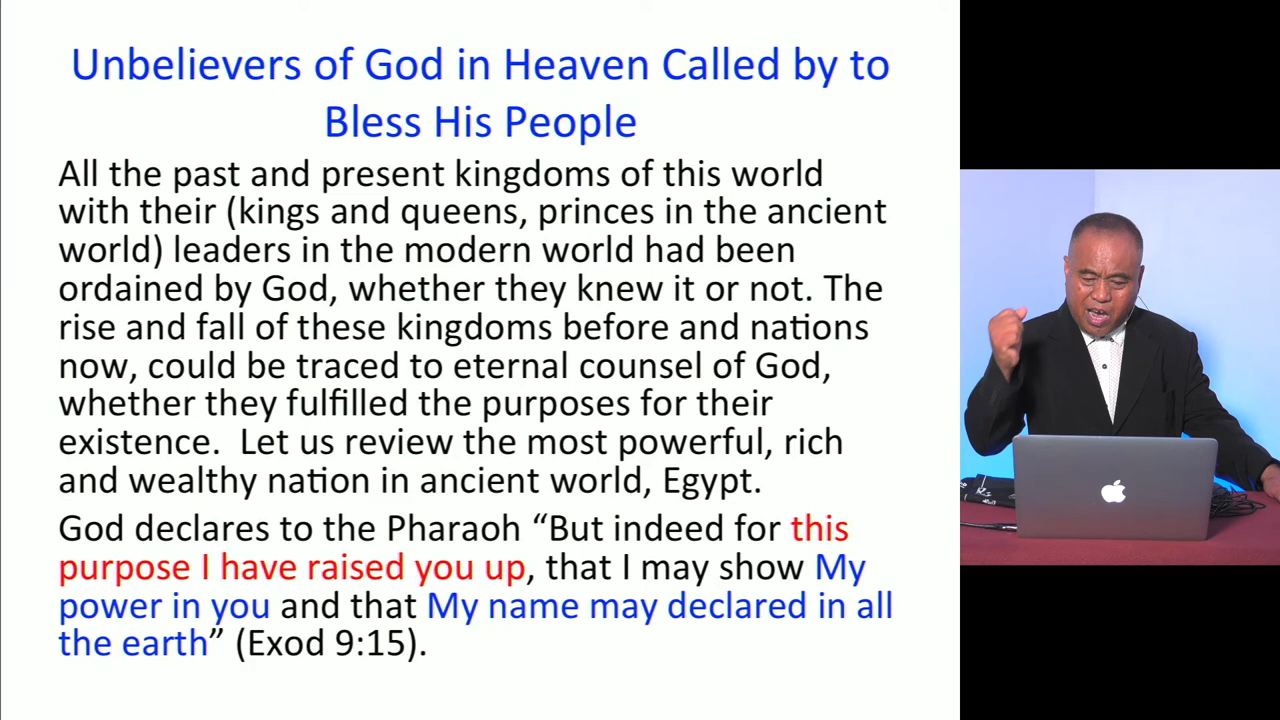 Unbelievers of God in Heaven Called by to
Bless His People
All the past and present kingdoms of this world
with their (kings and queens, princes in the ancient
world) leaders in the modern world had been
ordained by God, whether they knew it or not. The
rise and fall of these kingdoms before and nations
now, could be traced to eternal counsel of God,
whether they fulfilled the purposes for their
existence.  Let us review the most powerful, rich
and wealthy nation in ancient world, Egypt.
God declares to the Pharaoh “But indeed for this
purpose I have raised you up, that I may show My
power in you and that My name may declared in all
the earth” (Exod 9:15).